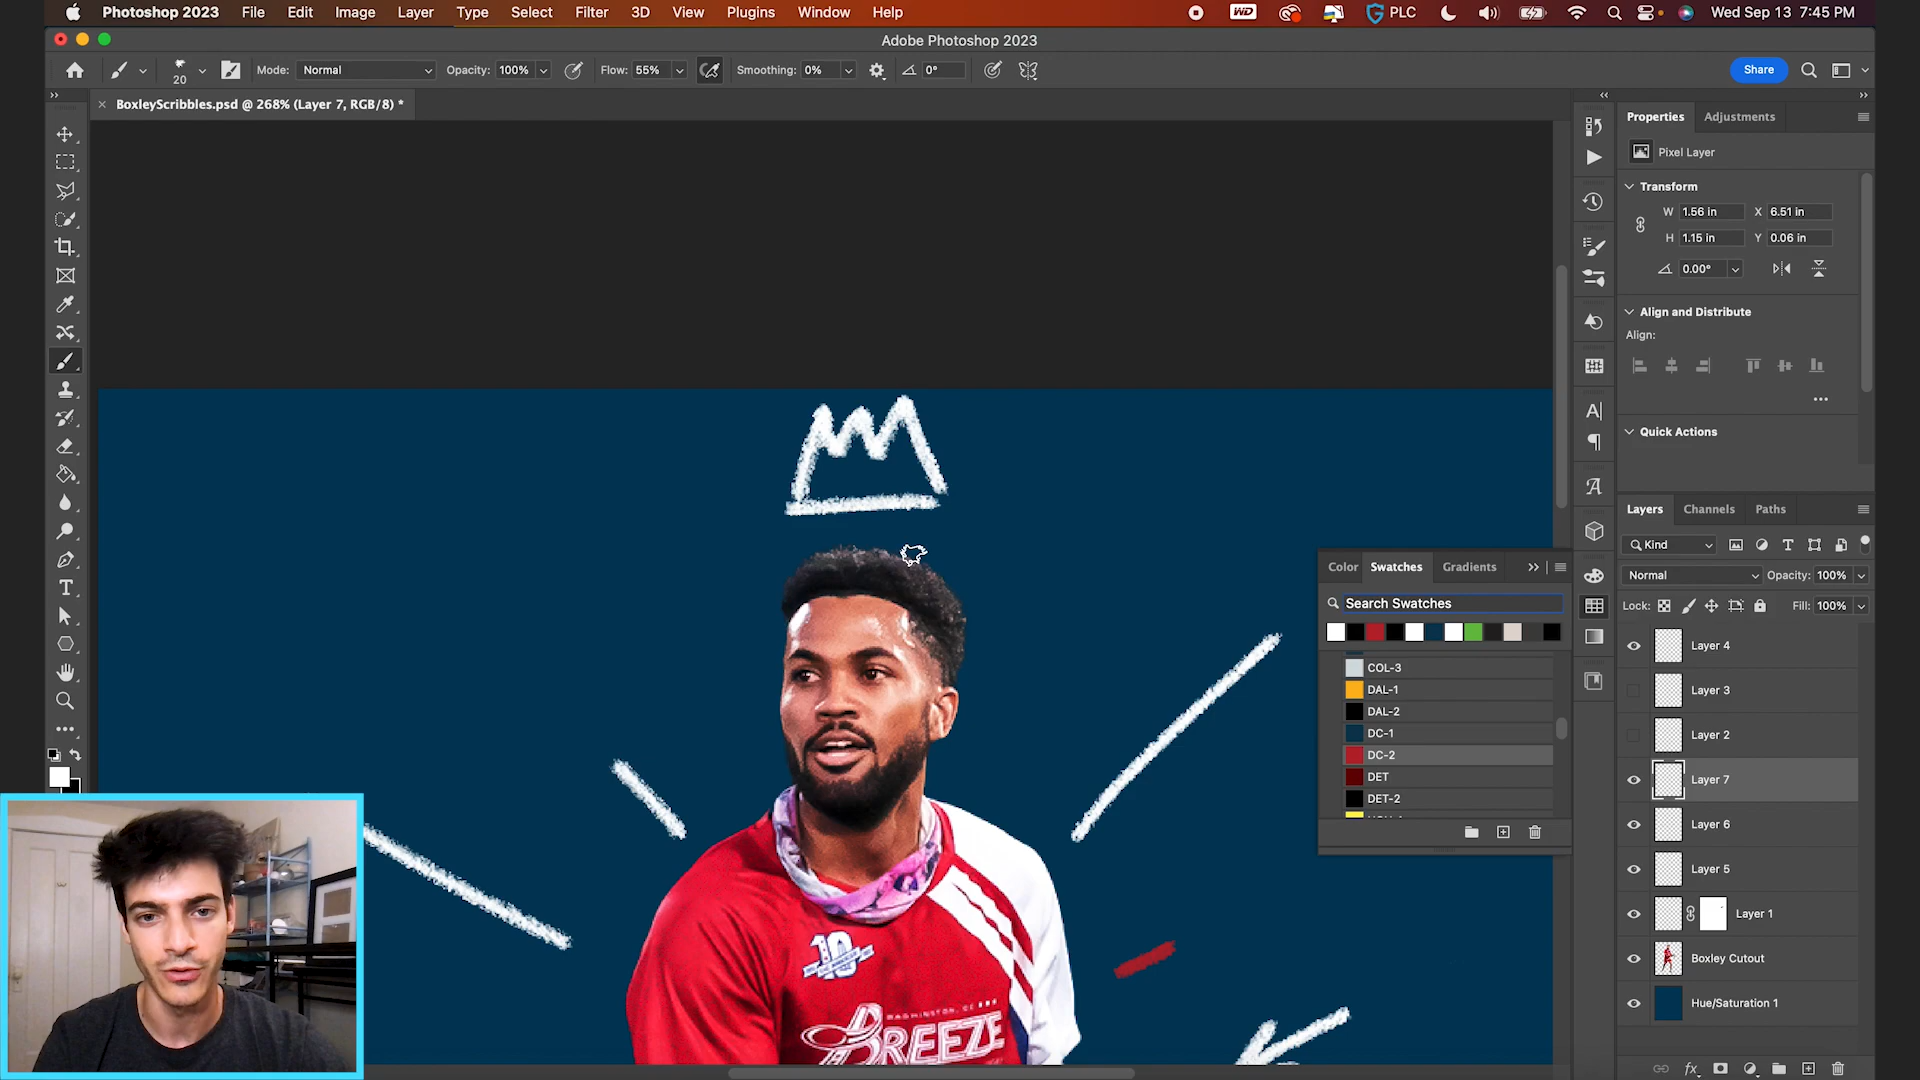 Photoshop 2023 File Edit Image Layer Type Select Filter 3D View Plugins Window Help WD PLC Wed Sep 13 7:45 PM
Adobe Photoshop 2023
20 Mode: Normal Opacity: 100% Flow: 55% Smoothing: 0% 0° Share
BoxleyScribbles.psd @ 268% (Layer 7, RGB/8) *
Properties Adjustments
Pixel Layer
Transform
W 1.56 in X 6.51 in
H 1.15 in Y 0.06 in
0.00°
Align and Distribute
Align:
Quick Actions
Layers Channels Paths
Kind
Normal Opacity: 100%
Lock: Fill: 100%
Layer 4
Layer 3
Layer 2
Layer 7
Layer 6
Layer 5
Layer 1
Boxley Cutout
Hue/Saturation 1
Color Swatches Gradients
Search Swatches
COL-3
DAL-1
DAL-2
DC-1
DC-2
DET
DET-2
10
WASHINGTON, DC
BREEZE